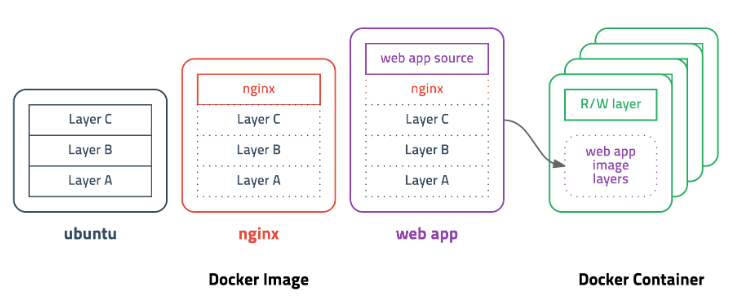 Layer C
Layer B
Layer A
ubuntu
nginx
Layer C
Layer B
Layer A
nginx
web app source
nginx
Layer C
Layer B
Layer A
web app
Docker Image
R/W layer
web app
image
layers
Docker Container